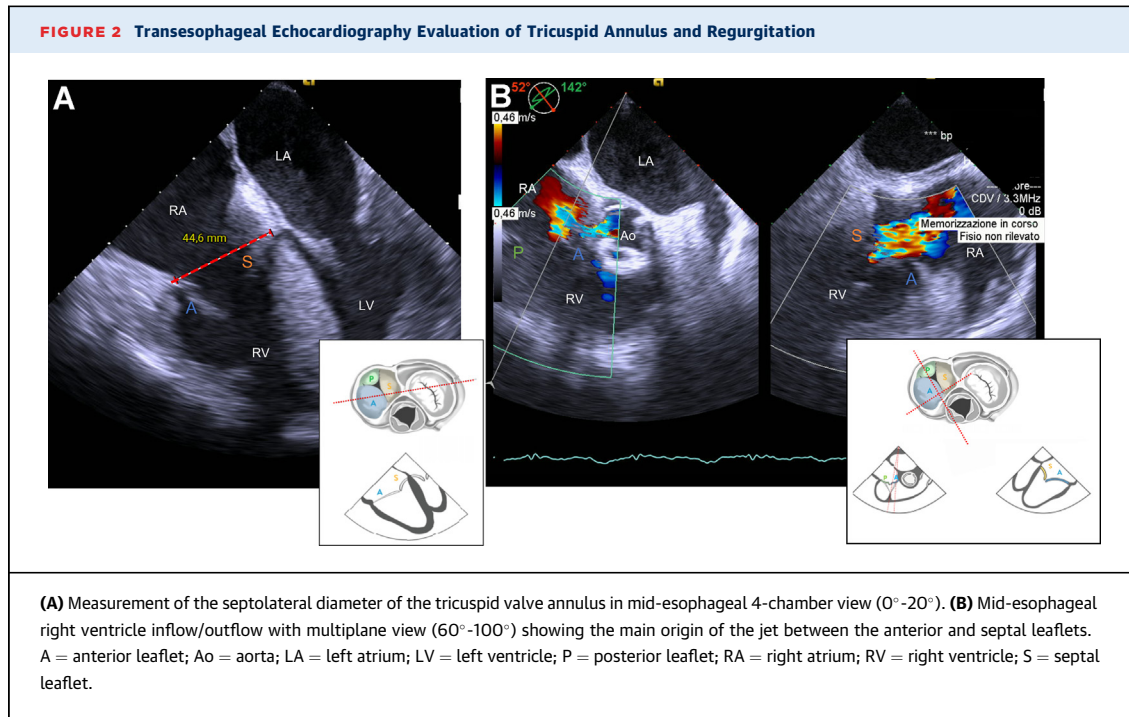 FIGURE 2 Transesophageal Echocardiography Evaluation of Tricuspid Annulus and Regurgitation
A
LA
RA
44,6 mm
S
A
LV
RV
P
S
A
A
S
B
52°
142°
0,46 m/s
0,46 m/s
LA
RA
P
A
Ao
RV
*** bp
CDV / 3.3MHz
0 dB
Memorizzazione in corso
Fisio non rilevato
S
A
RA
RV
P
S
A
P
A
S
A
(A) Measurement of the septolateral diameter of the tricuspid valve annulus in mid-esophageal 4-chamber view (0°-20°). (B) Mid-esophageal
right ventricle inflow/outflow with multiplane view (60°-100°) showing the main origin of the jet between the anterior and septal leaflets.
A = anterior leaflet; Ao = aorta; LA = left atrium; LV = left ventricle; P = posterior leaflet; RA = right atrium; RV = right ventricle; S = septal
leaflet.